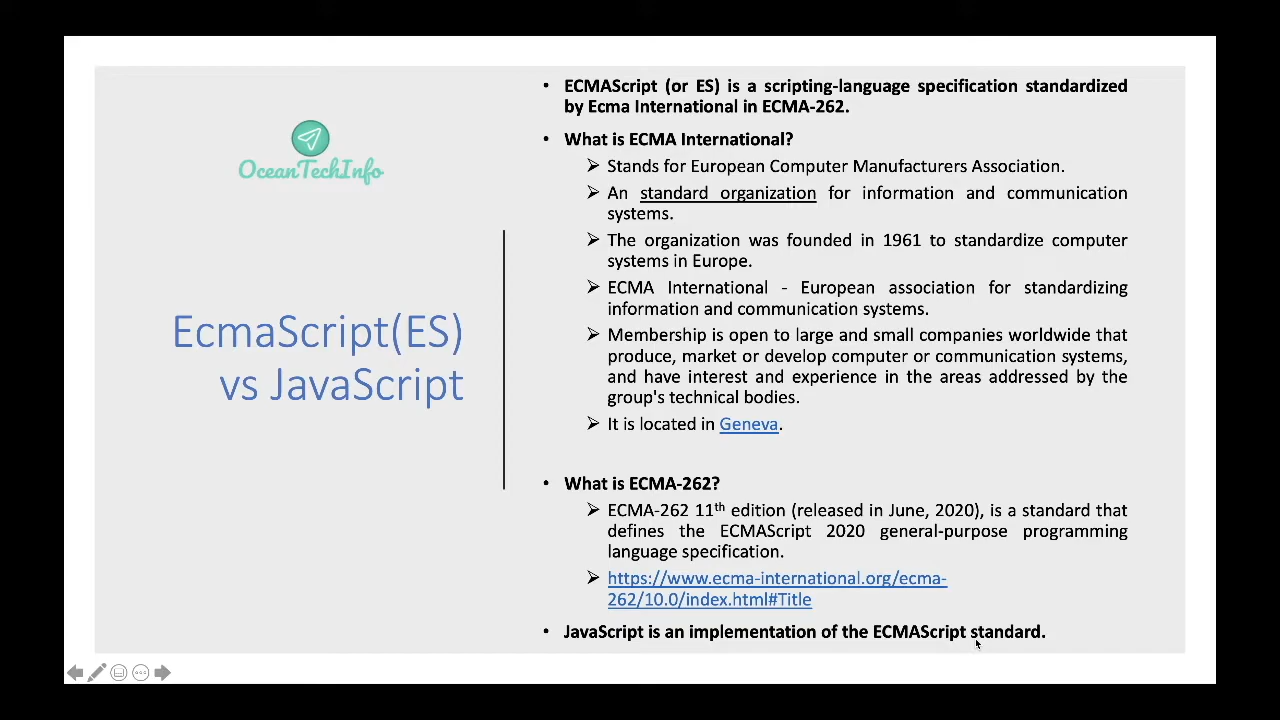 OceanTechInfo
EcmaScript(ES)
vs JavaScript
• ECMAScript (or ES) is a scripting-language specification standardized
by Ecma International in ECMA-262.
• What is ECMA International?
➢ Stands for European Computer Manufacturers Association.
➢ An standard organization for information and communication
systems.
➢ The organization was founded in 1961 to standardize computer
systems in Europe.
➢ ECMA International - European association for standardizing
information and communication systems.
➢ Membership is open to large and small companies worldwide that
produce, market or develop computer or communication systems,
and have interest and experience in the areas addressed by the
group's technical bodies.
➢ It is located in Geneva.
• What is ECMA-262?
➢ ECMA-262 11th edition (released in June, 2020), is a standard that
defines the ECMAScript 2020 general-purpose programming
language specification.
➢ https://www.ecma-international.org/ecma-
262/10.0/index.html#Title
• JavaScript is an implementation of the ECMAScript standard.